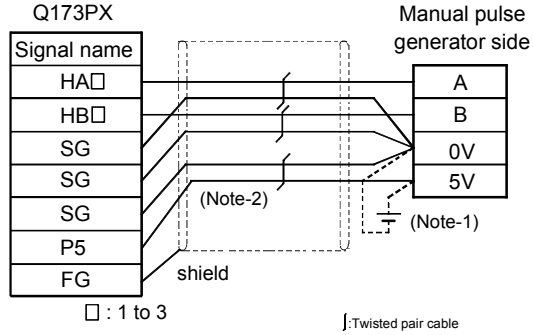 Q173PX
Manual pulse
generator side
Signal name
HA□
A
HB□
B
SG
0V
SG
5V
SG
(Note-2)
(Note-1)
P5
FG
shield
□ : 1 to 3
⌠:Twisted pair cable